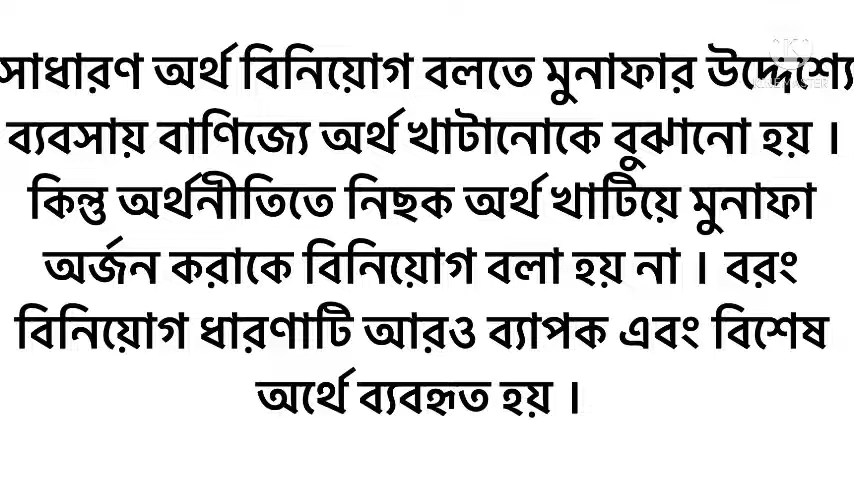 সাধারণ অর্থ বিনিয়োগ বলতে মুনাফার উদ্দেশ্যে
ব্যবসায় বাণিজ্যে অর্থ খাটানোকে বুঝানো হয় ।
কিন্তু অর্থনীতিতে নিছক অর্থ খাটিয়ে মুনাফা
অর্জন করাকে বিনিয়োগ বলা হয় না । বরং
বিনিয়োগ ধারণাটি আরও ব্যাপক এবং বিশেষ
অর্থে ব্যবহৃত হয় ।